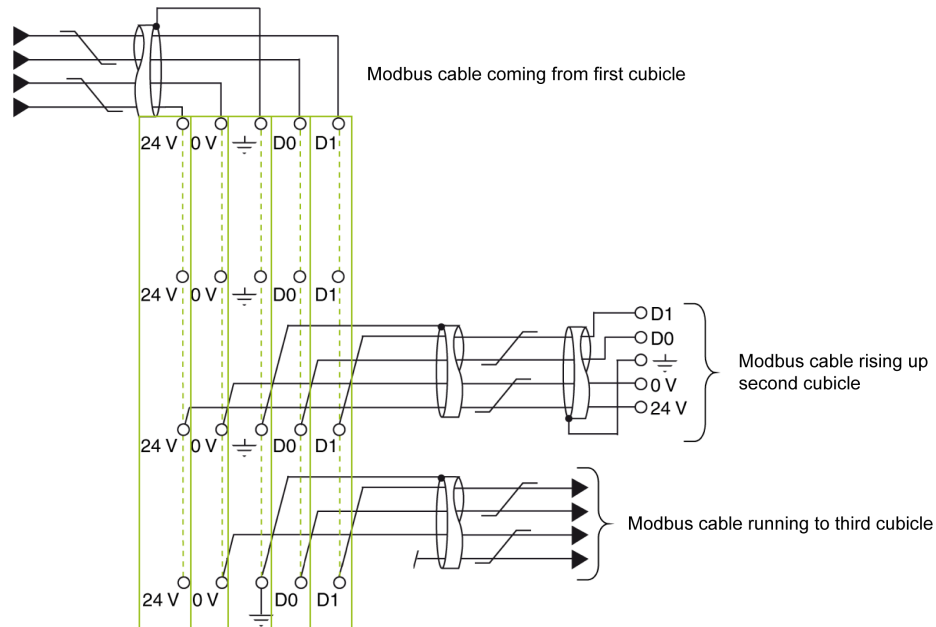 Modbus cable coming from first cubicle
24 V 0 V D0 D1
24 V 0 V D0 D1
D1
D0
0 V
24 V
Modbus cable rising up
second cubicle
24 V 0 V D0 D1
Modbus cable running to third cubicle
24 V 0 V D0 D1